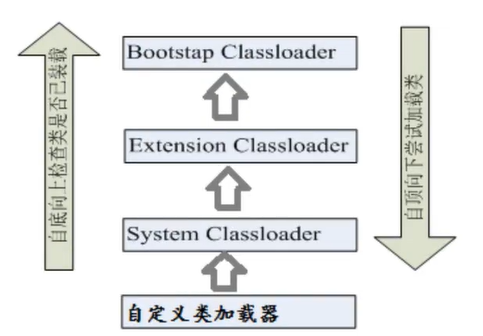 Bootstap Classloader
Extension Classloader
System Classloader
自定义类加载器
自底向上检查类是否已装载
自顶向下尝试加载类